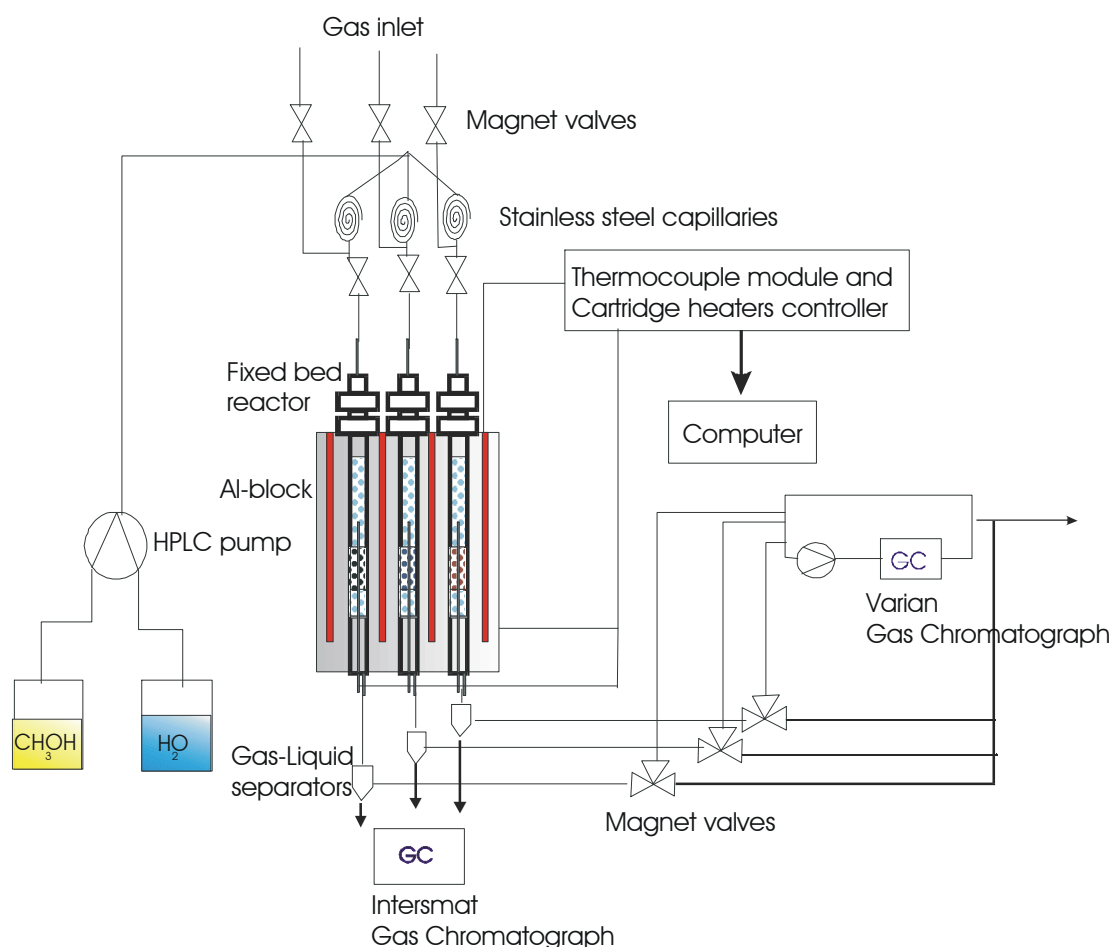 Gas inlet
Magnet valves
Stainless steel capillaries
Thermocouple module and
Cartridge heaters controller
Fixed bed
reactor
Computer
Al-block
HPLC pump
GC
Varian
Gas Chromatograph
CHOH
3
HO
2
Gas-Liquid
separators
Magnet valves
GC
Intersmat
Gas Chromatograph